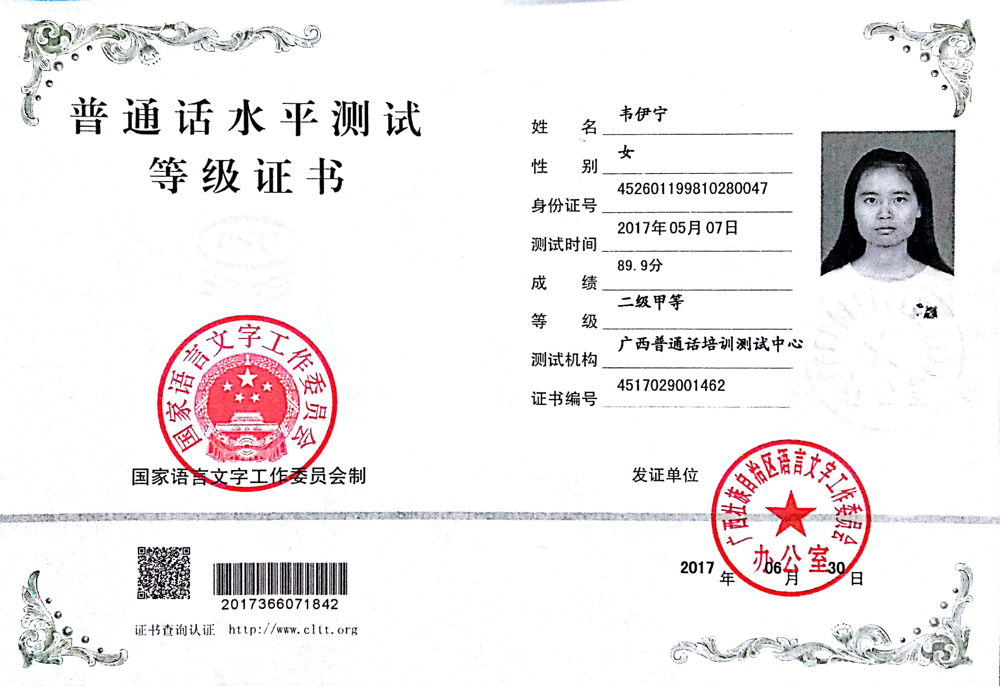 普通话水平测试
等级证书
国家语言文字工作委员会
国家语言文字工作委员会制
2017366071842
证书查询认证 http://www.cltt.org
姓 名 韦伊宁
性 别 女
身份证号 452601199810280047
测试时间 2017年05月07日
成 绩 89.9分
等 级 二级甲等
测试机构 广西普通话培训测试中心
证书编号 4517029001462
发证单位
广西壮族自治区语言文字工作委员会
办公室
2017年06月30日